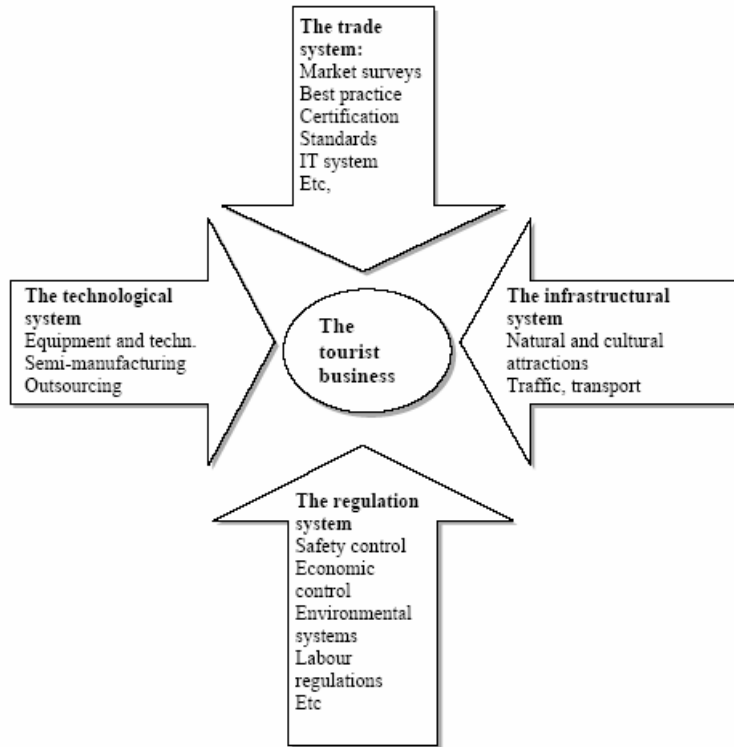 The trade
system:
Market surveys
Best practice
Certification
Standards
IT system
Etc,
The technological
system
Equipment and techn.
Semi-manufacturing
Outsourcing
The
tourist
business
The infrastructural
system
Natural and cultural
attractions
Traffic, transport
The regulation
system
Safety control
Economic
control
Environmental
systems
Labour
regulations
Etc